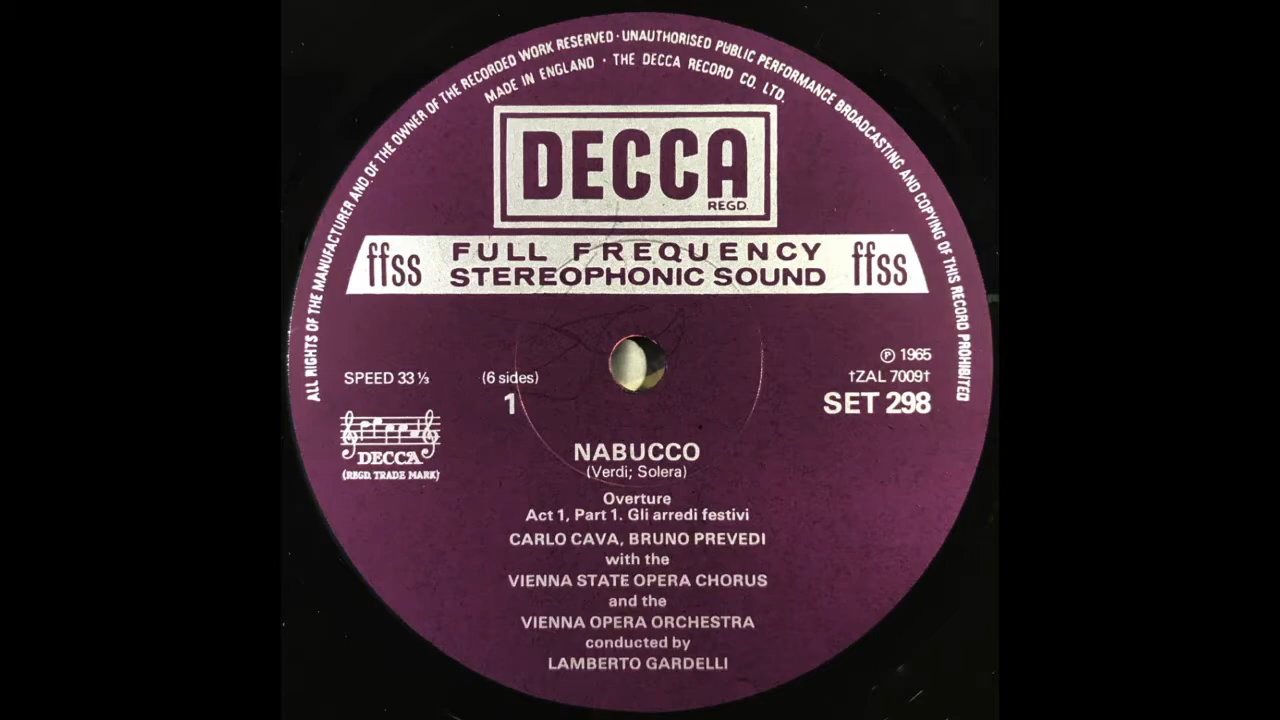 ALL RIGHTS OF THE MANUFACTURER AND OF THE OWNER OF THE RECORDED WORK RESERVED · UNAUTHORISED PUBLIC PERFORMANCE BROADCASTING AND COPYING OF THIS RECORD PROHIBITED
MADE IN ENGLAND · THE DECCA RECORD CO. LTD.
DECCA
REGD.
ffss FULL FREQUENCY ffss
STEREOPHONIC SOUND
℗ 1965
SPEED 33⅓ (6 sides) †ZAL 7009†
1 SET 298
DECCA
(REGD. TRADE MARK)
NABUCCO
(Verdi; Solera)
Overture
Act 1, Part 1. Gli arredi festivi
CARLO CAVA, BRUNO PREVEDI
with the
VIENNA STATE OPERA CHORUS
and the
VIENNA OPERA ORCHESTRA
conducted by
LAMBERTO GARDELLI